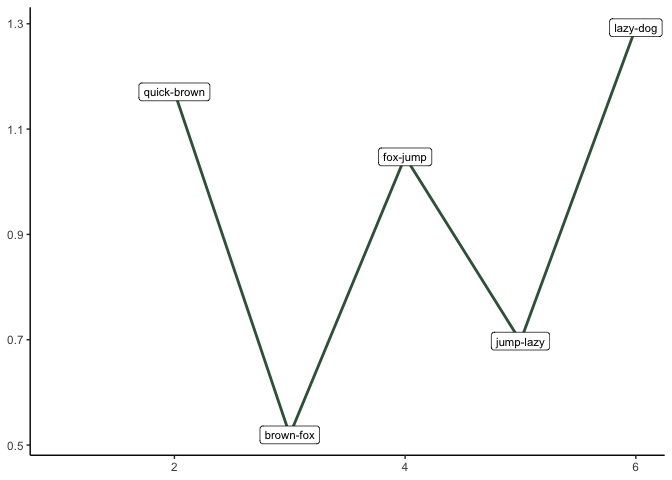 1.3
lazy-dog
quick-brown
1.1
fox-jump
0.9
0.7
jump-lazy
brown-fox
0.5
2 4 6